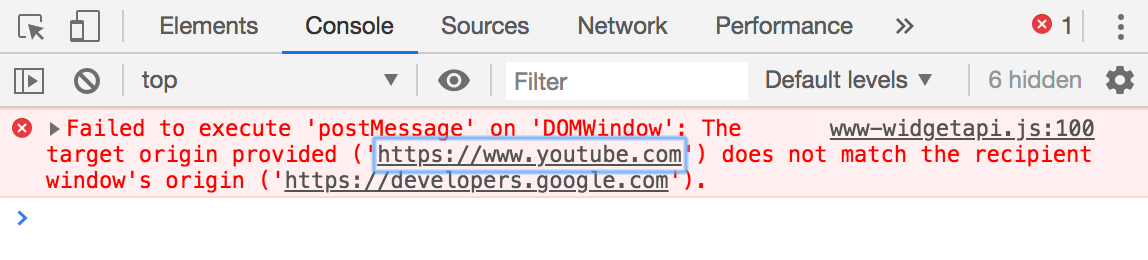 Elements Console Sources Network Performance » 1
top ▼ Filter Default levels ▼ 6 hidden
▶Failed to execute 'postMessage' on 'DOMWindow': The www-widgetapi.js:100
target origin provided ('https://www.youtube.com') does not match the recipient
window's origin ('https://developers.google.com').
>